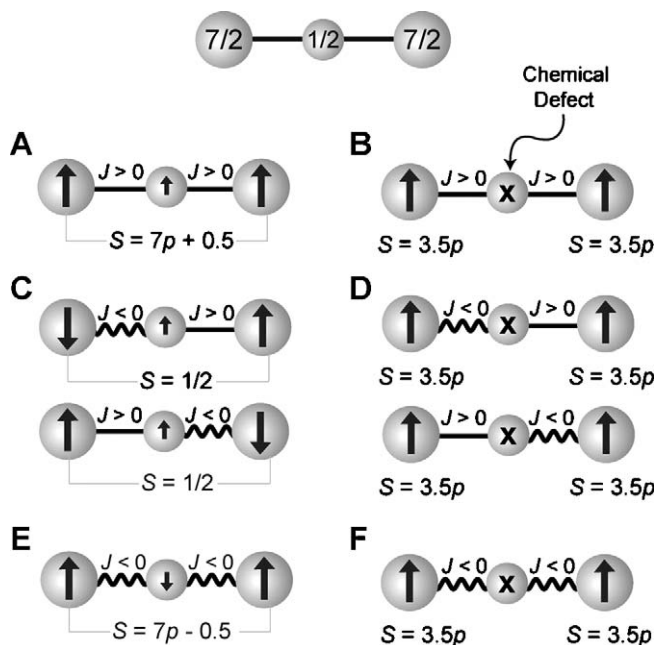 7/2 1/2 7/2
Chemical
Defect
A
J > 0 J > 0
S = 7p + 0.5
B
J > 0 x J > 0
S = 3.5p S = 3.5p
C
J < 0 J > 0
S = 1/2
J > 0 J < 0
S = 1/2
D
J < 0 x J > 0
S = 3.5p S = 3.5p
J > 0 x J < 0
S = 3.5p S = 3.5p
E
J < 0 J < 0
S = 7p - 0.5
F
J < 0 x J < 0
S = 3.5p S = 3.5p